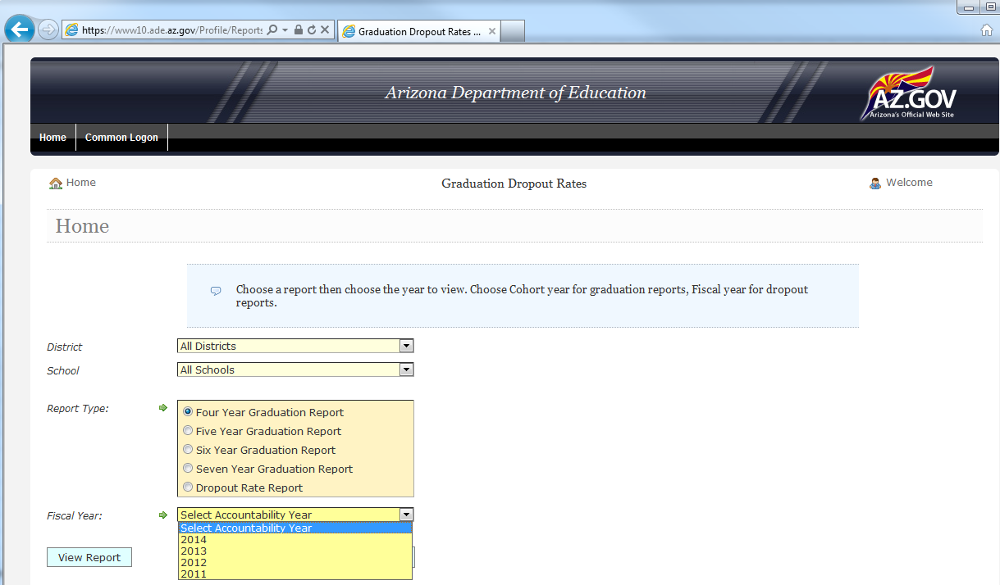 https://www10.ade.az.gov/Profile/Reports
Graduation Dropout Rates ...
Arizona Department of Education
AZ.GOV
Arizona's Official Web Site
Home
Common Logon
Home
Graduation Dropout Rates
Welcome
Home
Choose a report then choose the year to view. Choose Cohort year for graduation reports, Fiscal year for dropout
reports.
District
All Districts
School
All Schools
Report Type:
Four Year Graduation Report
Five Year Graduation Report
Six Year Graduation Report
Seven Year Graduation Report
Dropout Rate Report
Fiscal Year:
Select Accountability Year
Select Accountability Year
2014
2013
2012
2011
View Report